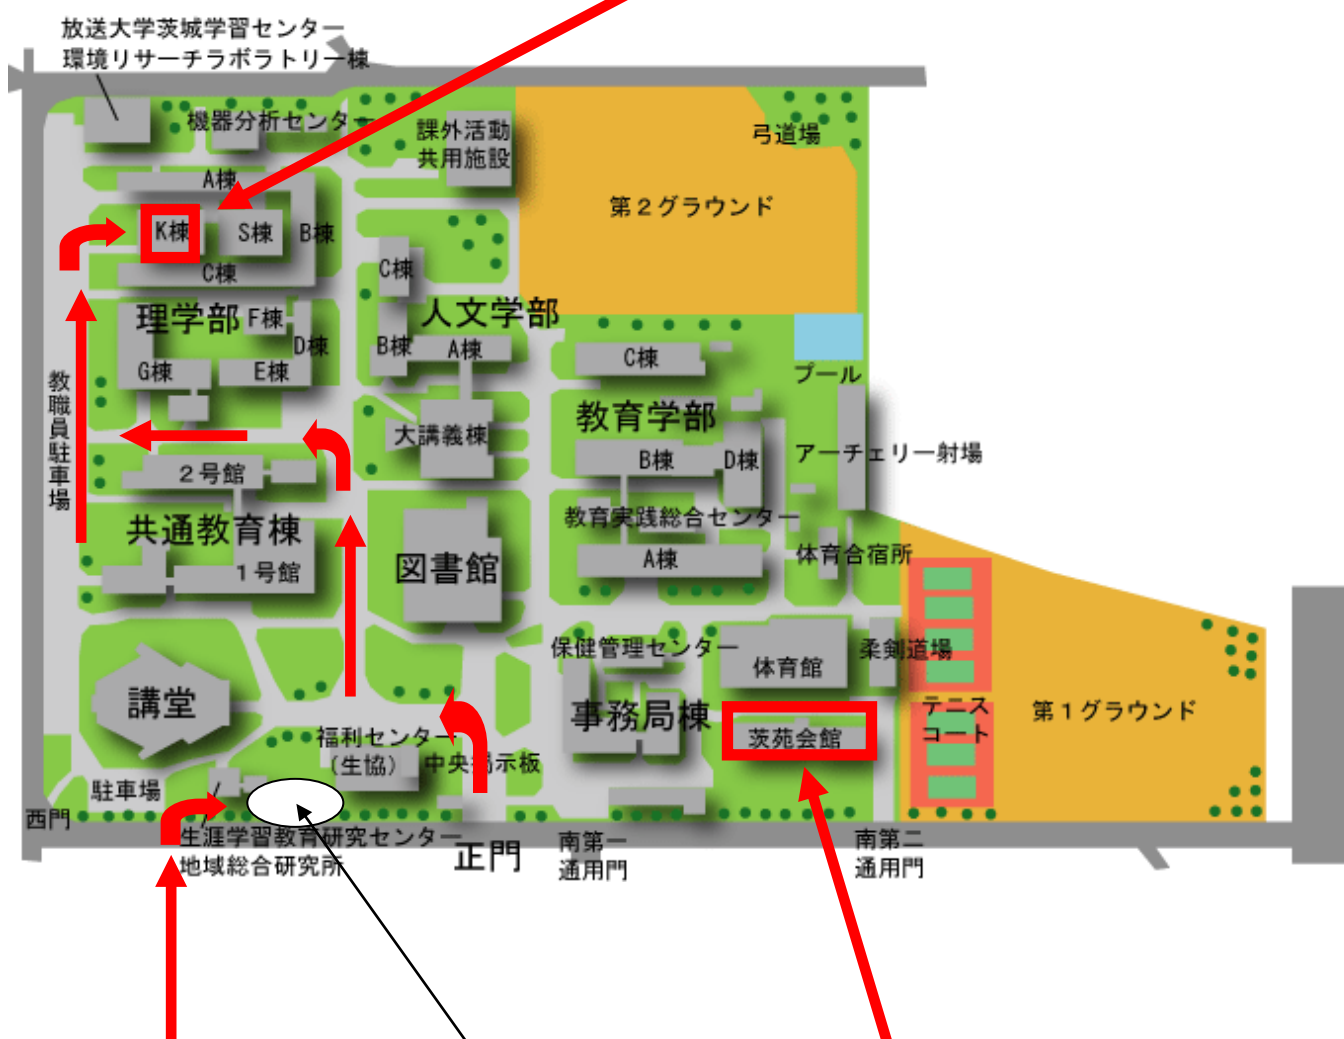 放送大学茨城学習センター
環境リサーチラボラトリー棟
機器分析センター
課外活動
共用施設
弓道場
A棟
第2グラウンド
K棟
S棟
B棟
C棟
C棟
理学部
F棟
人文学部
D棟
B棟
A棟
C棟
G棟
E棟
プール
教職員駐車場
教育学部
大講義棟
B棟
D棟
アーチェリー射場
2号館
教育実践総合センター
共通教育棟
体育合宿所
A棟
図書館
1号館
保健管理センター
体育館
柔剣道場
講堂
事務局棟
テニス
コート
第1グラウンド
福利センター
(生協)
茨苑会館
中央掲示板
駐車場
西門
生涯学習教育研究センター
地域総合研究所
正門
南第一
通用門
南第二
通用門